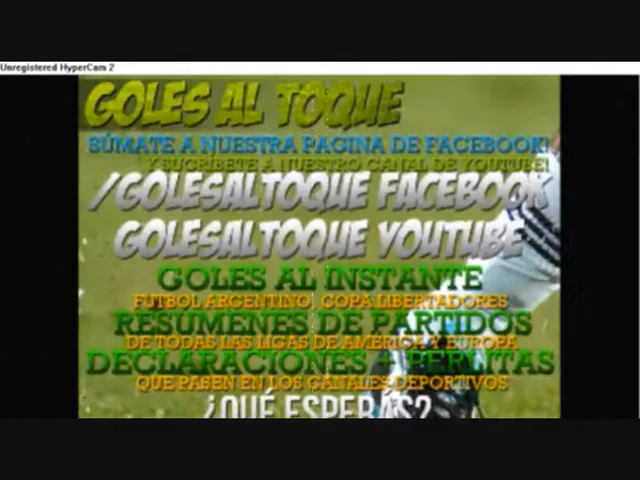 Unregistered HyperCam 2
GOLES AL TOQUE
SÚMATE A NUESTRA PAGINA DE FACEBOOK!
Y SUCRÍBETE A NUESTRO CANAL DE YOUTUBE!
/GOLESALTOQUE FACEBOOK
GOLESALTOQUE YOUTUBE
GOLES AL INSTANTE
FUTBOL ARGENTINO, COPA LIBERTADORES
RESÚMENES DE PARTIDOS
DE TODAS LAS LIGAS DE AMÉRICA Y EUROPA
DECLARACIONES + PERLITAS
QUE PASEN EN LOS CANALES DEPORTIVOS
¿QUÉ ESPERAS?